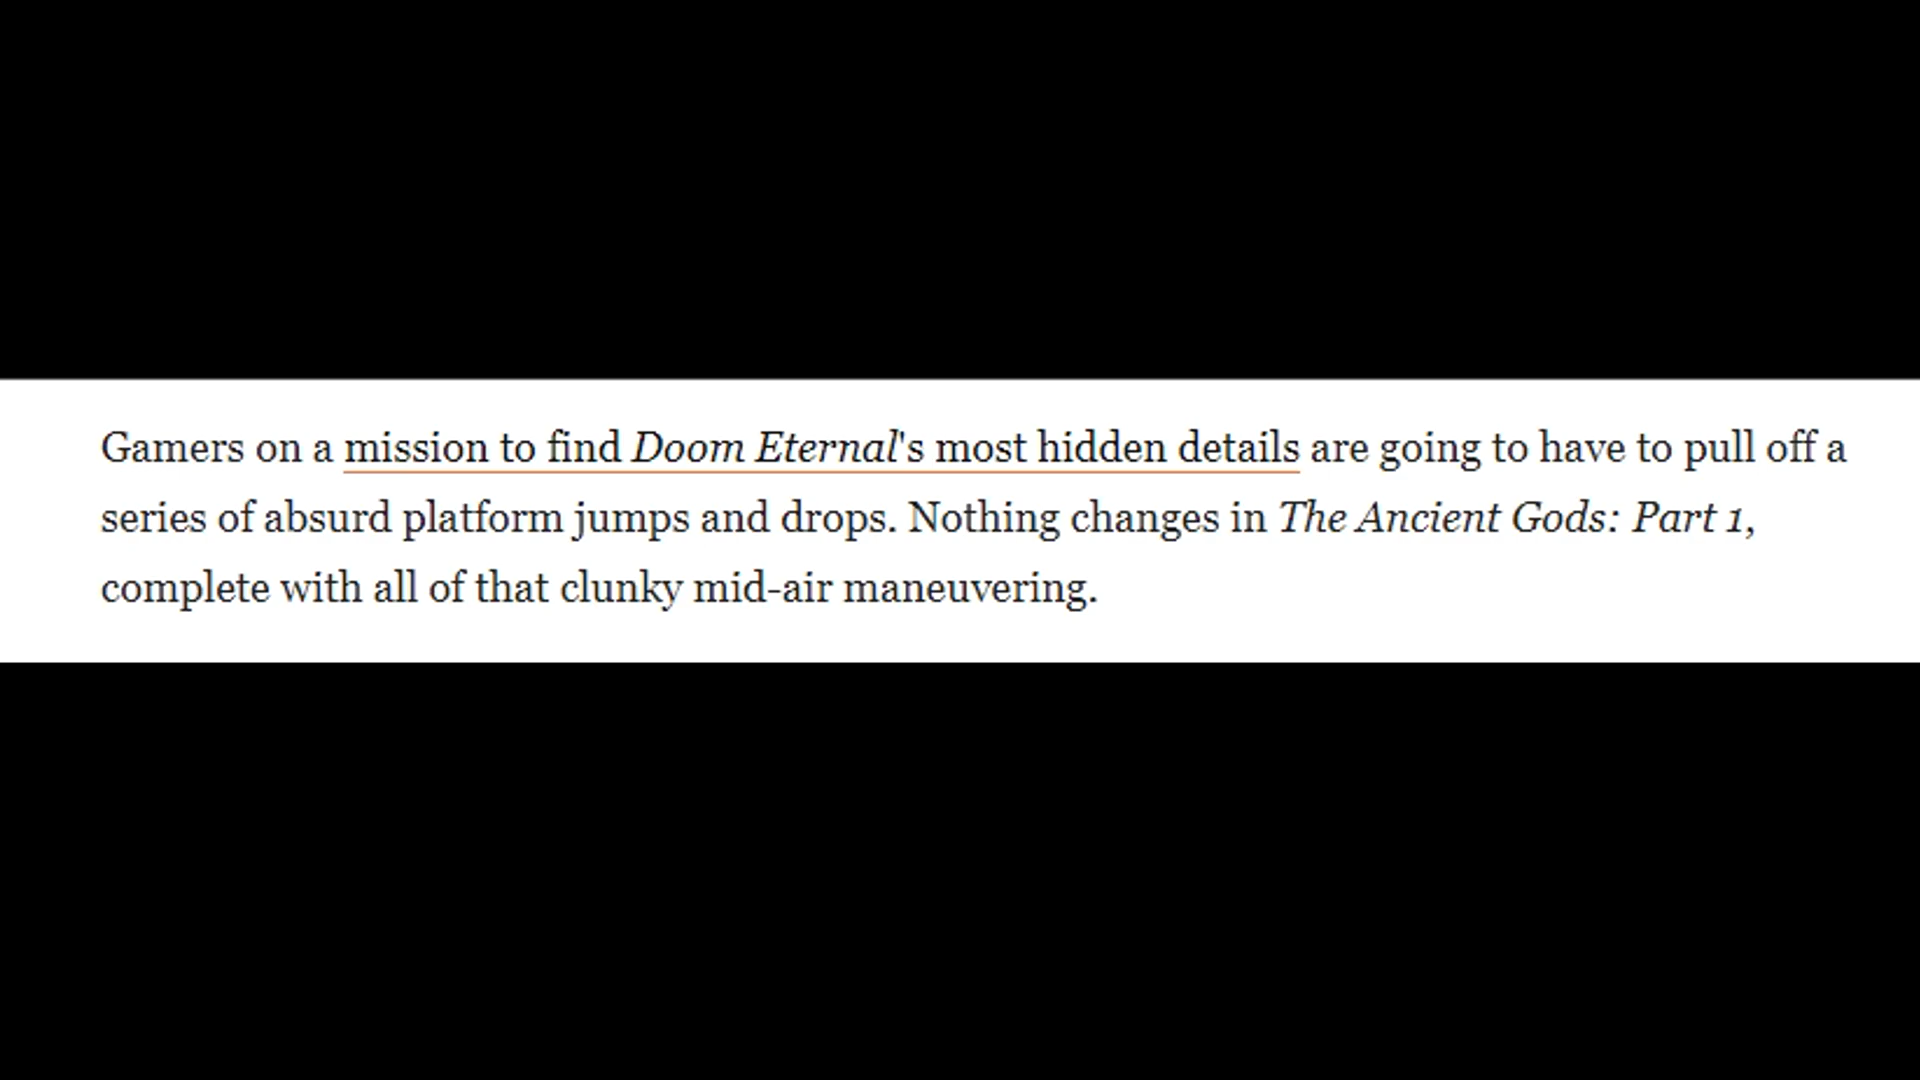 Gamers on a mission to find Doom Eternal's most hidden details are going to have to pull off a
series of absurd platform jumps and drops. Nothing changes in The Ancient Gods: Part 1,
complete with all of that clunky mid-air maneuvering.